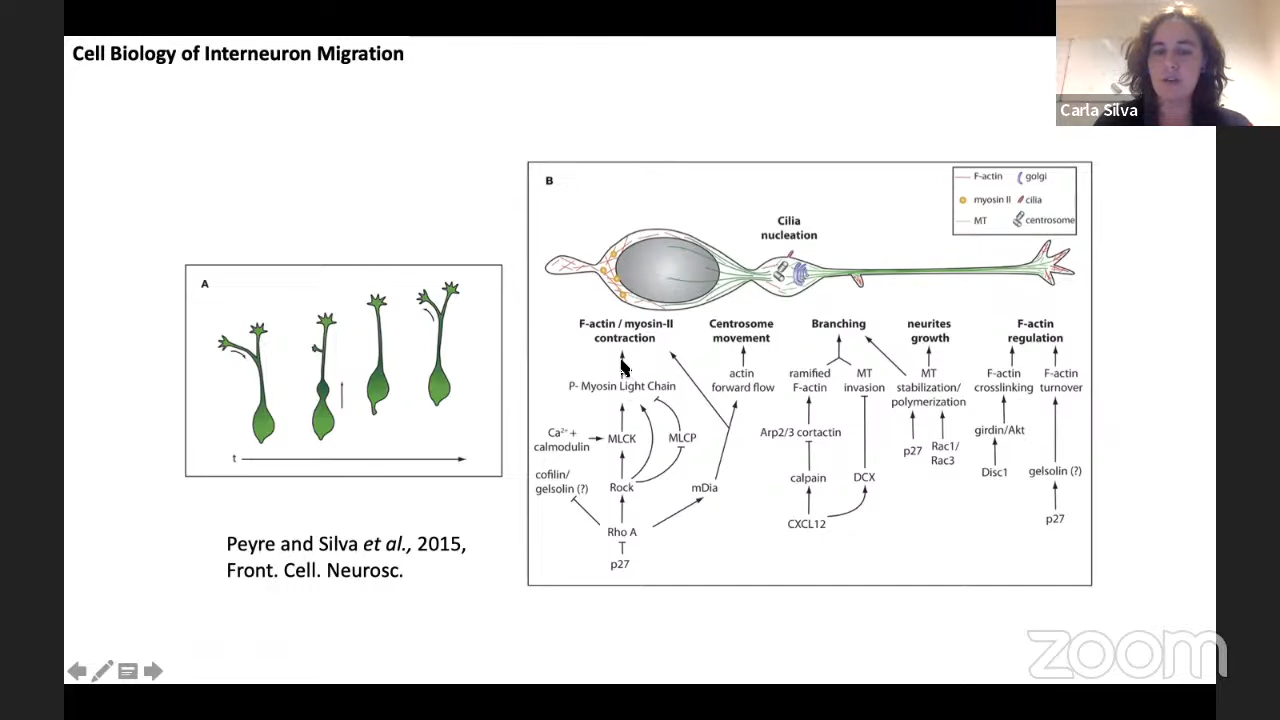 Cell Biology of Interneuron Migration
Carla Silva
B
F-actin
golgi
myosin II
cilia
MT
centrosome
Cilia
nucleation
A
t
F-actin / myosin-II
contraction
Centrosome
movement
Branching
neurites
growth
F-actin
regulation
P- Myosin Light Chain
actin
forward flow
ramified
F-actin
MT
invasion
MT
stabilization/
polymerization
F-actin
crosslinking
F-actin
turnover
Ca2+ +
calmodulin
MLCK
MLCP
Arp2/3 cortactin
p27
Rac1/
Rac3
girdin/Akt
cofilin/
gelsolin (?)
Rock
mDia
calpain
DCX
Disc1
gelsolin (?)
Rho A
CXCL12
p27
p27
Peyre and Silva et al., 2015,
Front. Cell. Neurosc.
zoom